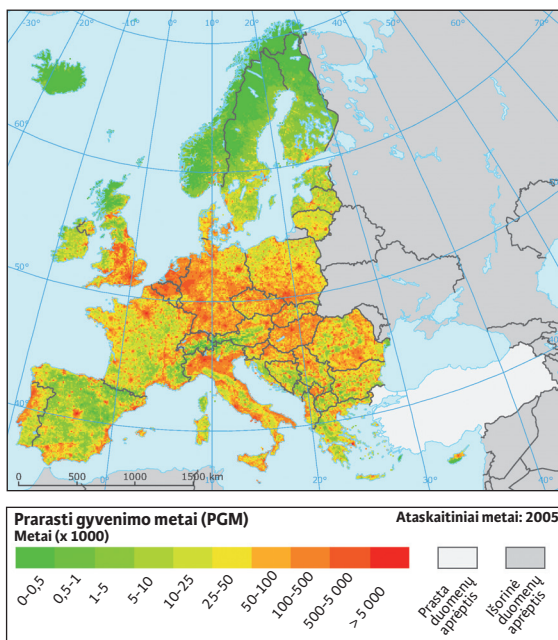 -30°
-20°
-10°
0°
10°
20°
30°
40°
50°
60°
70°
60°
50°
40°
0
500
1000
1500 km
0°
10°
20°
30°
40°
Prarasti gyvenimo metai (PGM)
Ataskaitiniai metai: 2005
Metai (x 1000)
0–0,5
0,5–1
1–5
5–10
10–25
25–50
50–100
100–500
500–5 000
> 5 000
Prasta
duomenų
aprėptis
Išorinė
duomenų
aprėptis